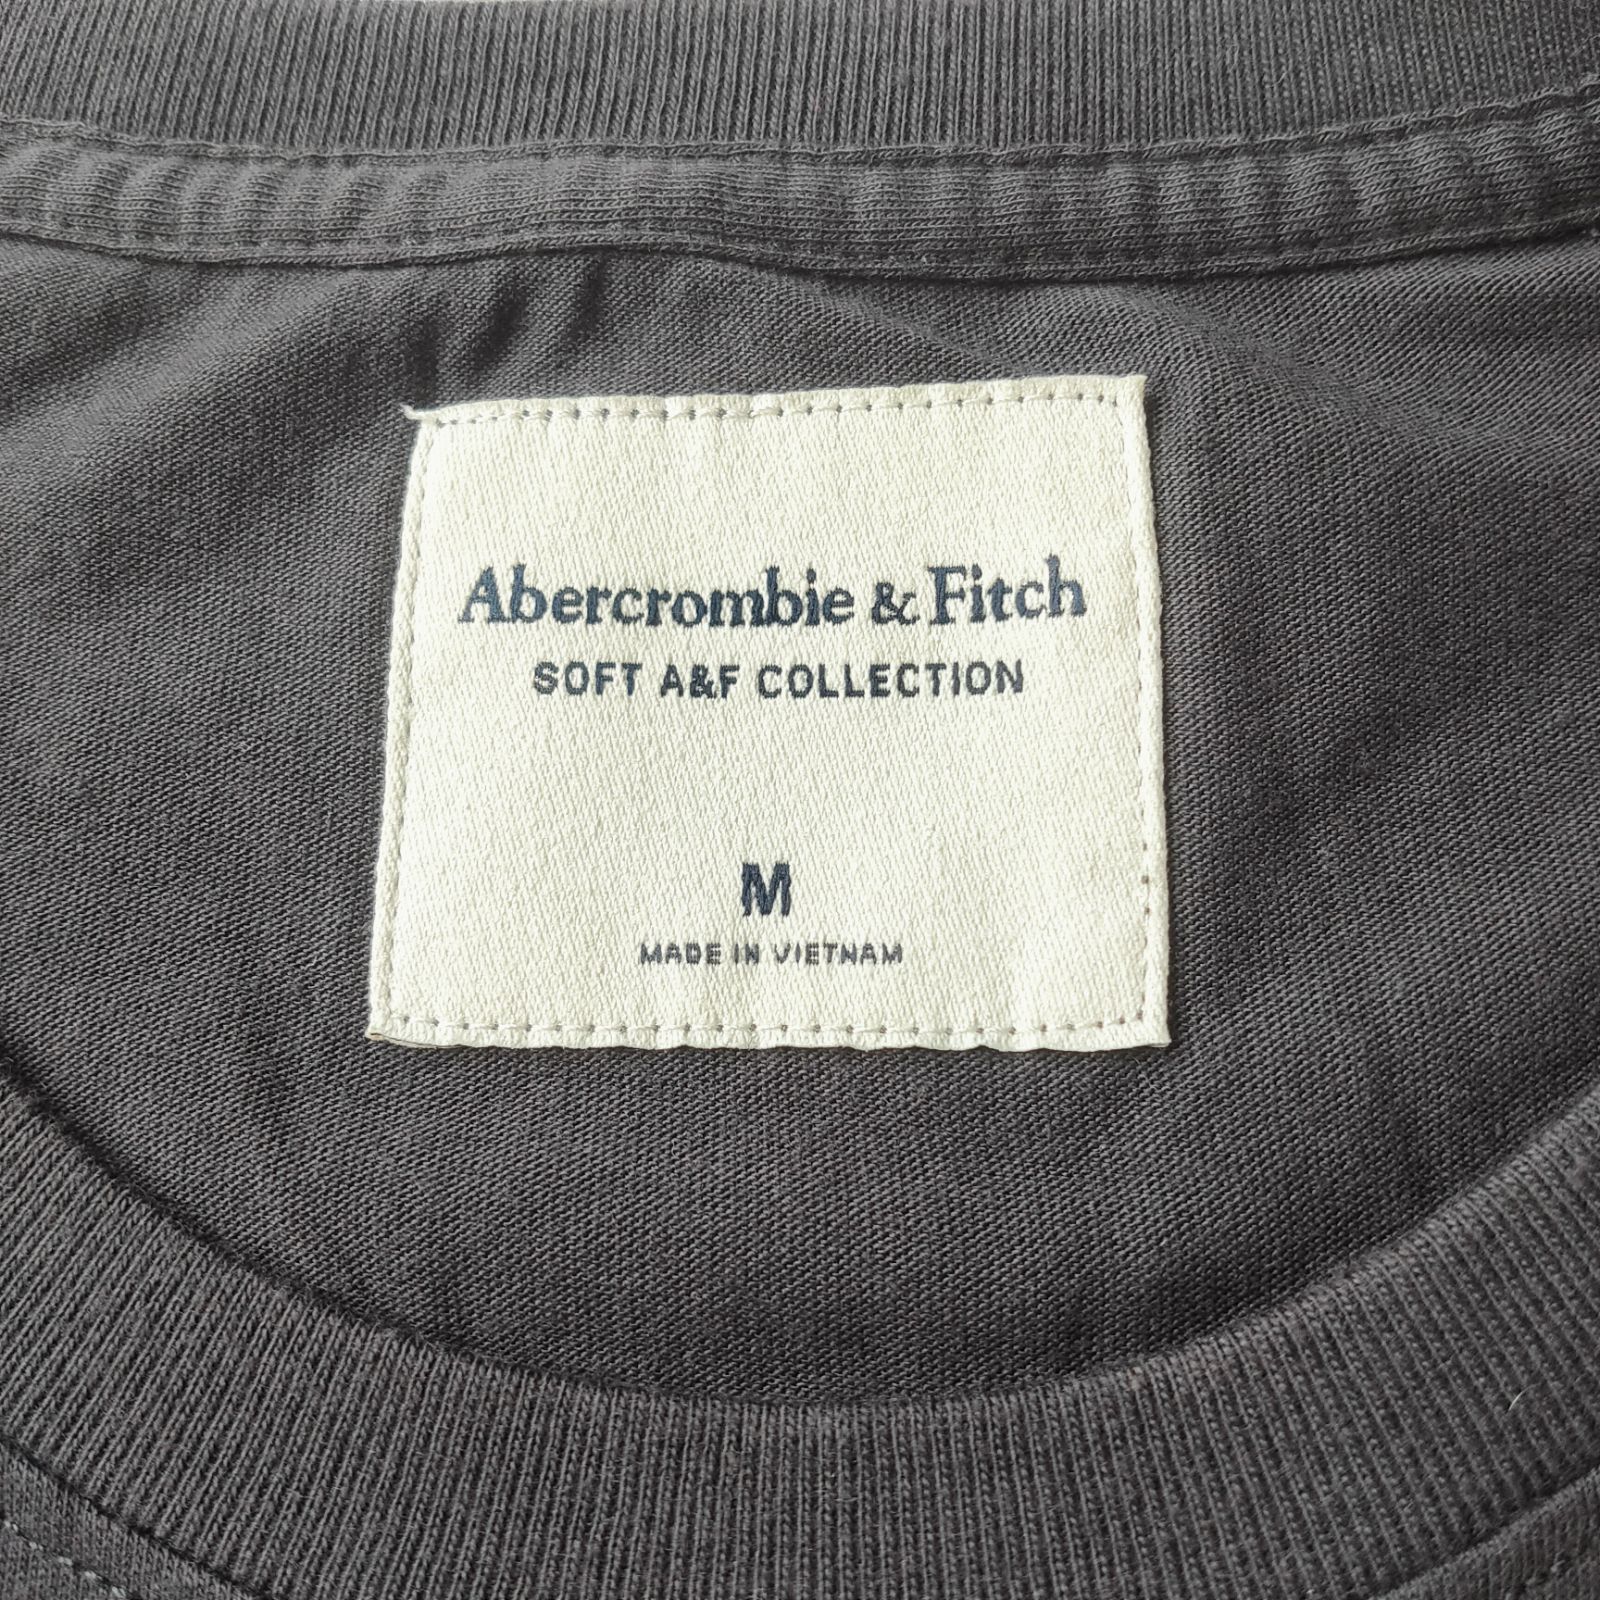 Abercrombie & Fitch
SOFT A&F COLLECTION
M
MADE IN VIETNAM